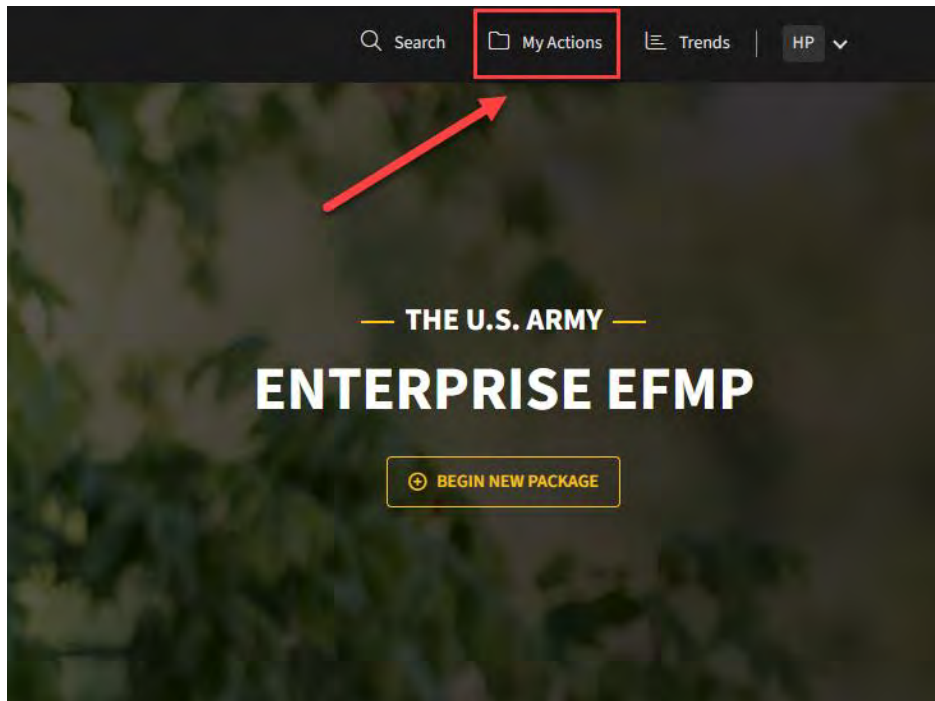 Search My Actions Trends HP
THE U.S. ARMY
ENTERPRISE EFMP
BEGIN NEW PACKAGE